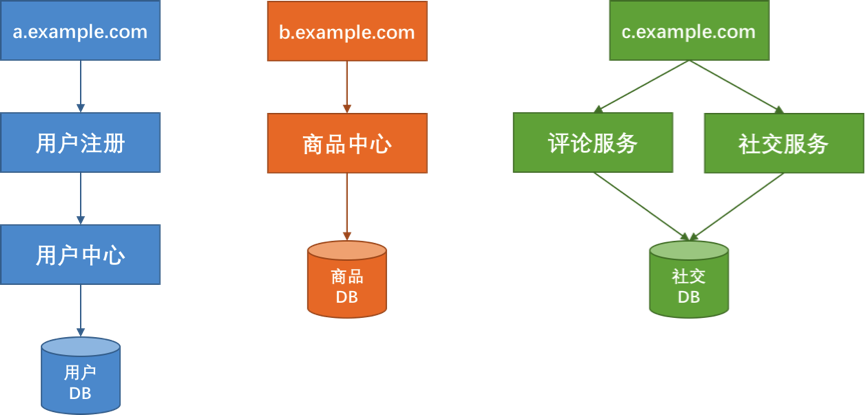 a.example.com
b.example.com
c.example.com
用户注册
商品中心
评论服务
社交服务
用户中心
商品
DB
社交
DB
用户
DB